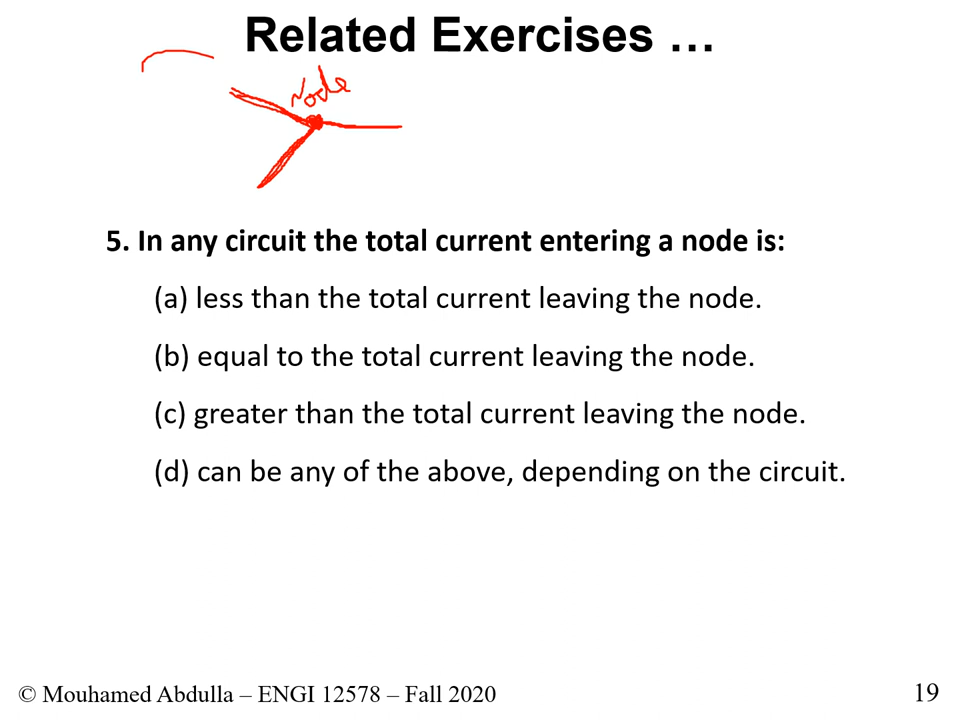 Related Exercises …
Node
5. In any circuit the total current entering a node is:
(a) less than the total current leaving the node.
(b) equal to the total current leaving the node.
(c) greater than the total current leaving the node.
(d) can be any of the above, depending on the circuit.
© Mouhamed Abdulla – ENGI 12578 – Fall 2020
19